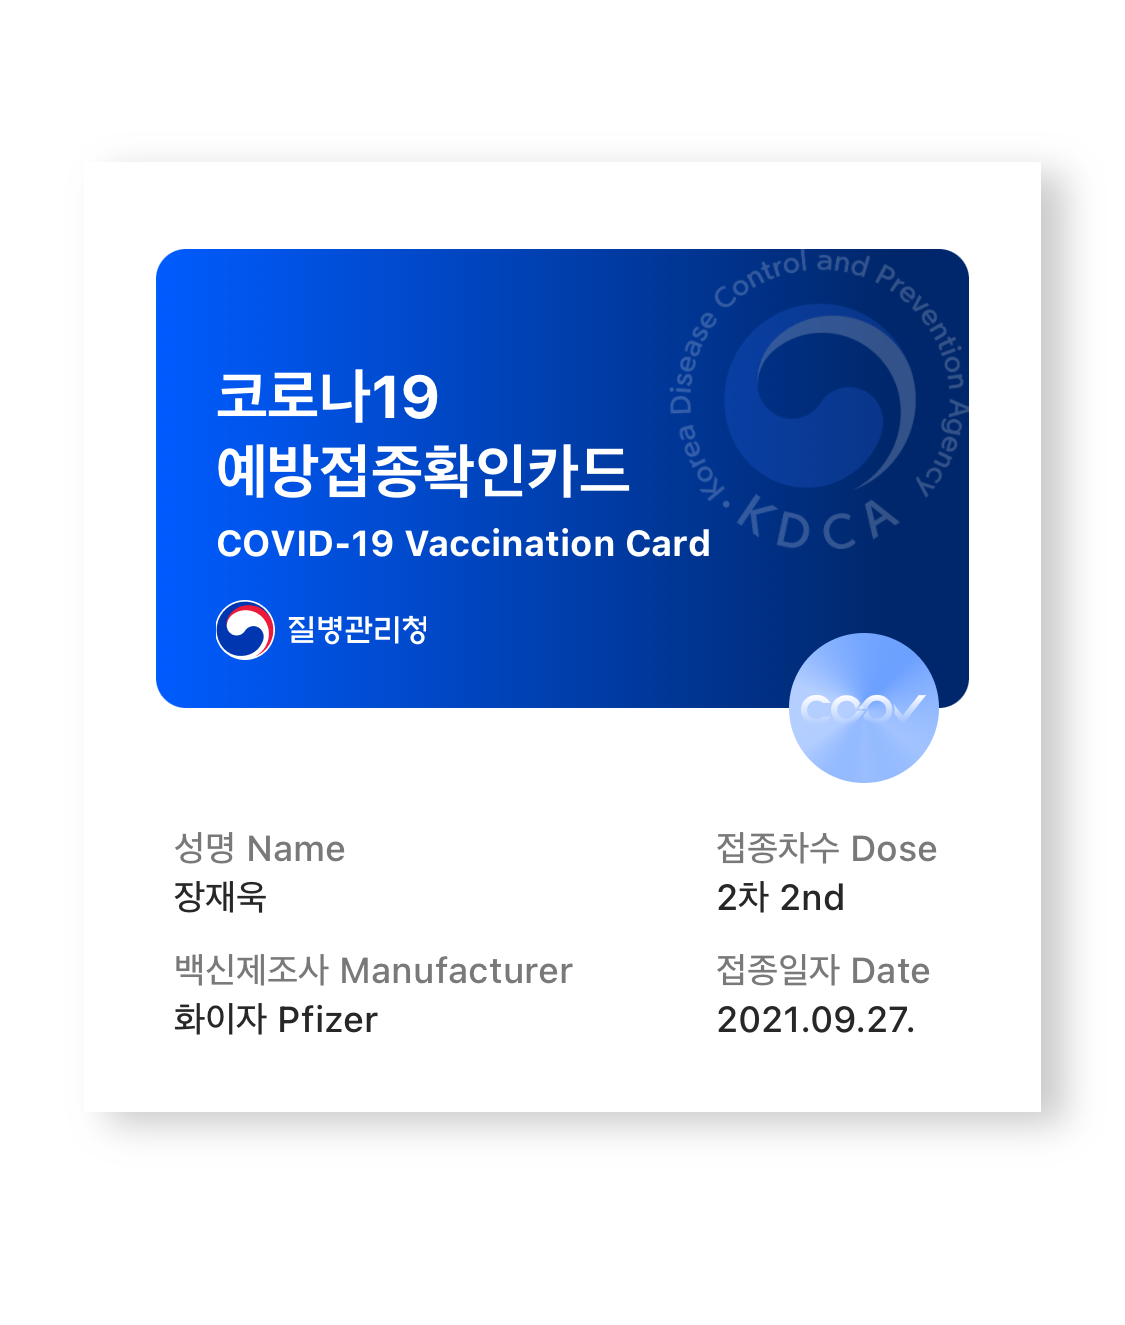 Korea Disease Control and Prevention Agency
KDCA
코로나19
예방접종확인카드
COVID-19 Vaccination Card
질병관리청
COOV
성명 Name
장재욱
접종차수 Dose
2차 2nd
백신제조사 Manufacturer
화이자 Pfizer
접종일자 Date
2021.09.27.